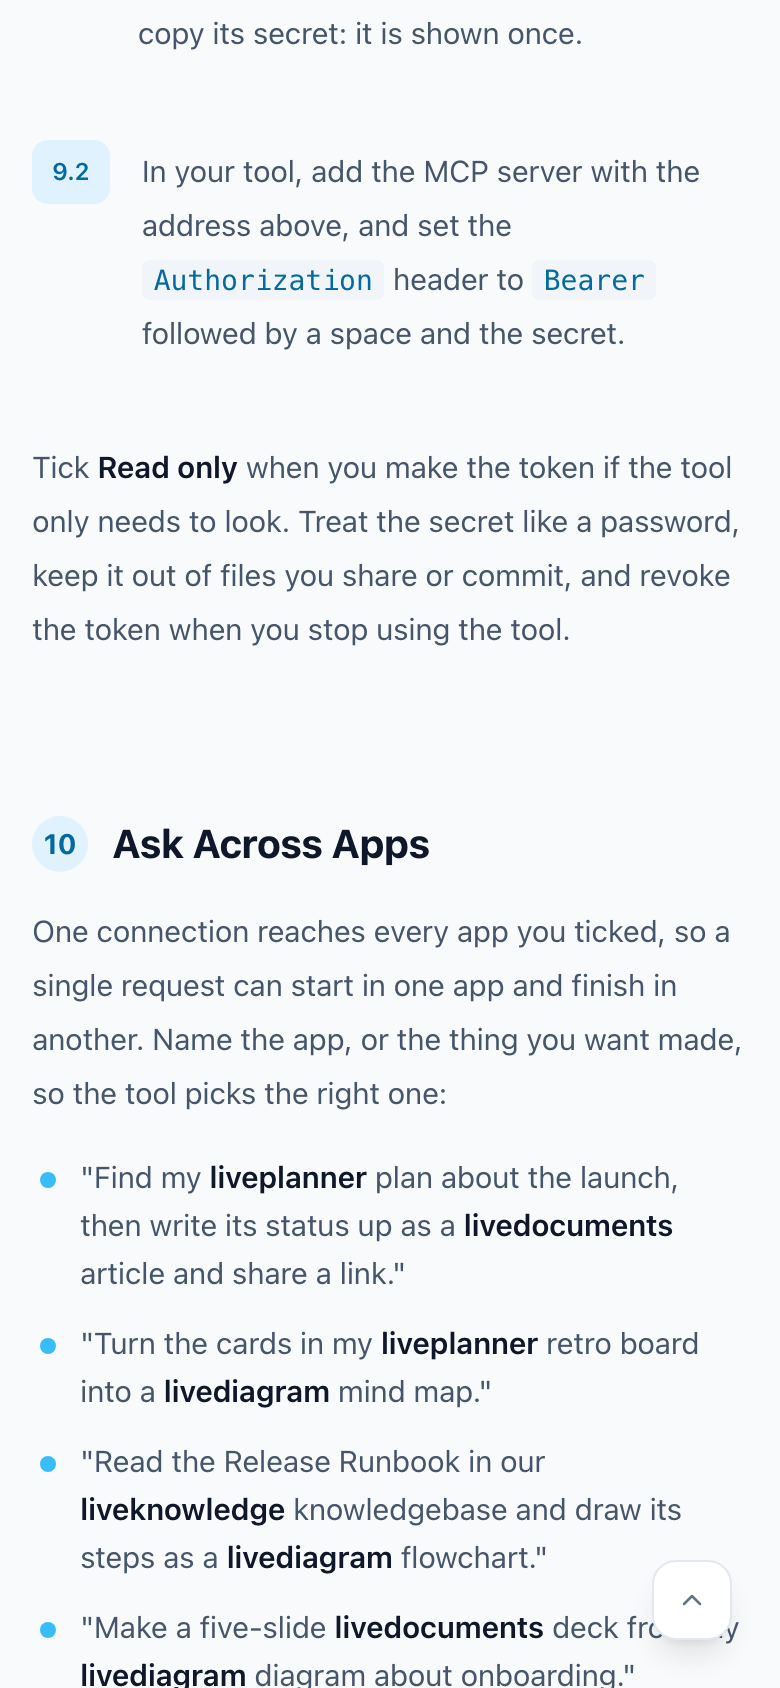 copy its secret: it is shown once.
9.2
In your tool, add the MCP server with the
address above, and set the
Authorization header to Bearer
followed by a space and the secret.
Tick Read only when you make the token if the tool
only needs to look. Treat the secret like a password,
keep it out of files you share or commit, and revoke
the token when you stop using the tool.
10 Ask Across Apps
One connection reaches every app you ticked, so a
single request can start in one app and finish in
another. Name the app, or the thing you want made,
so the tool picks the right one:
"Find my liveplanner plan about the launch,
then write its status up as a livedocuments
article and share a link."
"Turn the cards in my liveplanner retro board
into a livediagram mind map."
"Read the Release Runbook in our
liveknowledge knowledgebase and draw its
steps as a livediagram flowchart."
"Make a five-slide livedocuments deck
livediagram diagram about onboarding."